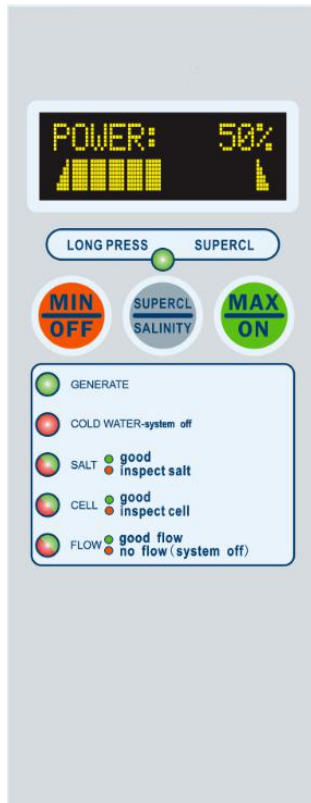 POWER: 50%
LONG PRESS SUPERCL
MIN
OFF
SUPERCL
SALINITY
MAX
ON
GENERATE
COLD WATER-system off
SALT good
inspect salt
CELL good
inspect cell
FLOW good flow
no flow (system off)